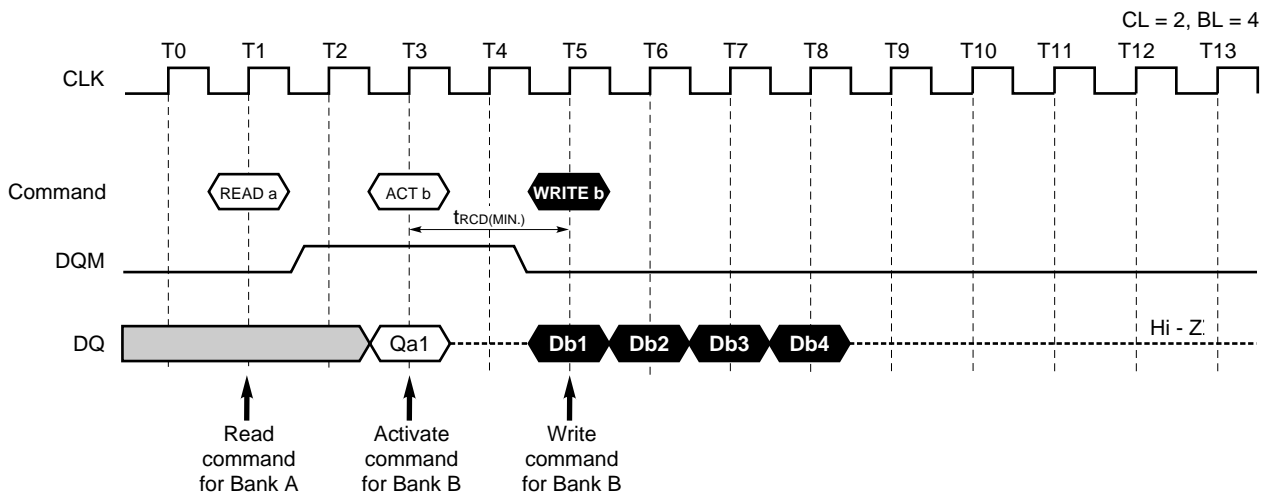 CL = 2, BL = 4
T0 T1 T2 T3 T4 T5 T6 T7 T8 T9 T10 T11 T12 T13
CLK
Command READ a ACT b WRITE b
tRCD(MIN.)
DQM
Hi - Z
DQ Qa1 Db1 Db2 Db3 Db4
Read Activate Write
command command command
for Bank A for Bank B for Bank B